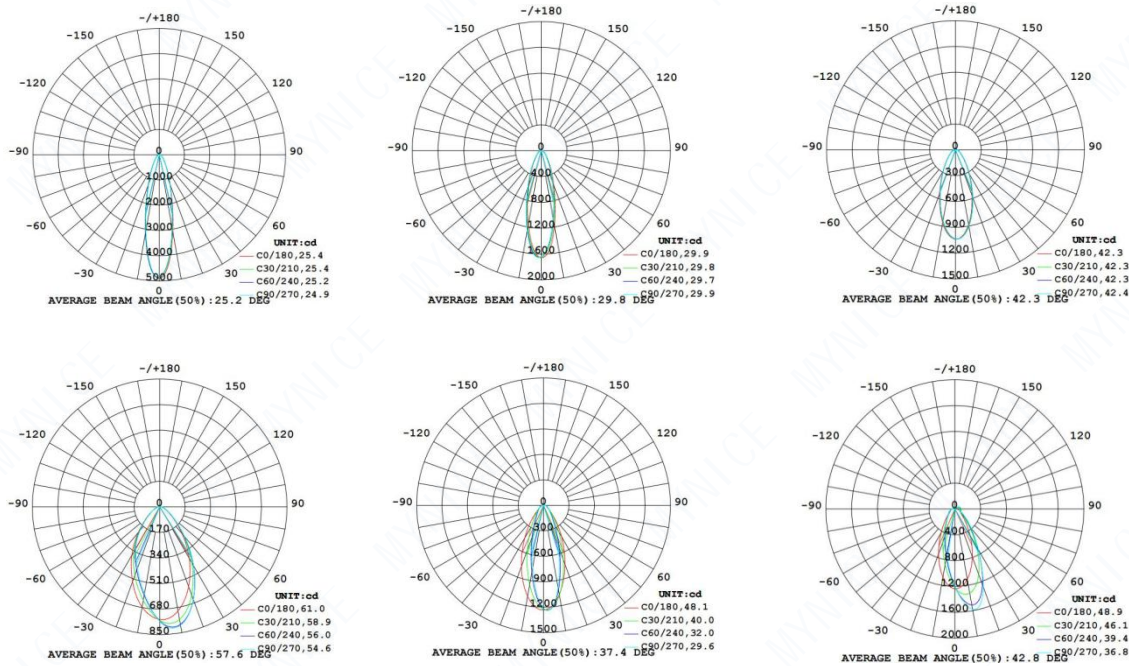 -/+180
-150
150
-120
120
-90
90
0
1000
2000
3000
4000
5000
-60
60
-30
30
0
UNIT:cd
C0/180,25.4
C30/210,25.4
C60/240,25.2
C90/270,24.9
AVERAGE BEAM ANGLE(50%):25.2 DEG
-/+180
-150
150
-120
120
-90
90
0
400
800
1200
1600
2000
-60
60
-30
30
0
UNIT:cd
C0/180,29.9
C30/210,29.8
C60/240,29.7
C90/270,29.9
AVERAGE BEAM ANGLE(50%):29.8 DEG
-/+180
-150
150
-120
120
-90
90
0
300
600
900
1200
1500
-60
60
-30
30
0
UNIT:cd
C0/180,42.3
C30/210,42.3
C60/240,42.3
C90/270,42.4
AVERAGE BEAM ANGLE(50%):42.3 DEG
-/+180
-150
150
-120
120
-90
90
0
170
340
510
680
850
-60
60
-30
30
0
UNIT:cd
C0/180,61.0
C30/210,58.9
C60/240,56.0
C90/270,54.6
AVERAGE BEAM ANGLE(50%):57.6 DEG
-/+180
-150
150
-120
120
-90
90
0
300
600
900
1200
1500
-60
60
-30
30
0
UNIT:cd
C0/180,48.1
C30/210,40.0
C60/240,32.0
C90/270,29.6
AVERAGE BEAM ANGLE(50%):37.4 DEG
-/+180
-150
150
-120
120
-90
90
0
400
800
1200
1600
2000
-60
60
-30
30
0
UNIT:cd
C0/180,48.9
C30/210,46.1
C60/240,39.4
C90/270,36.8
AVERAGE BEAM ANGLE(50%):42.8 DEG
MYNICE